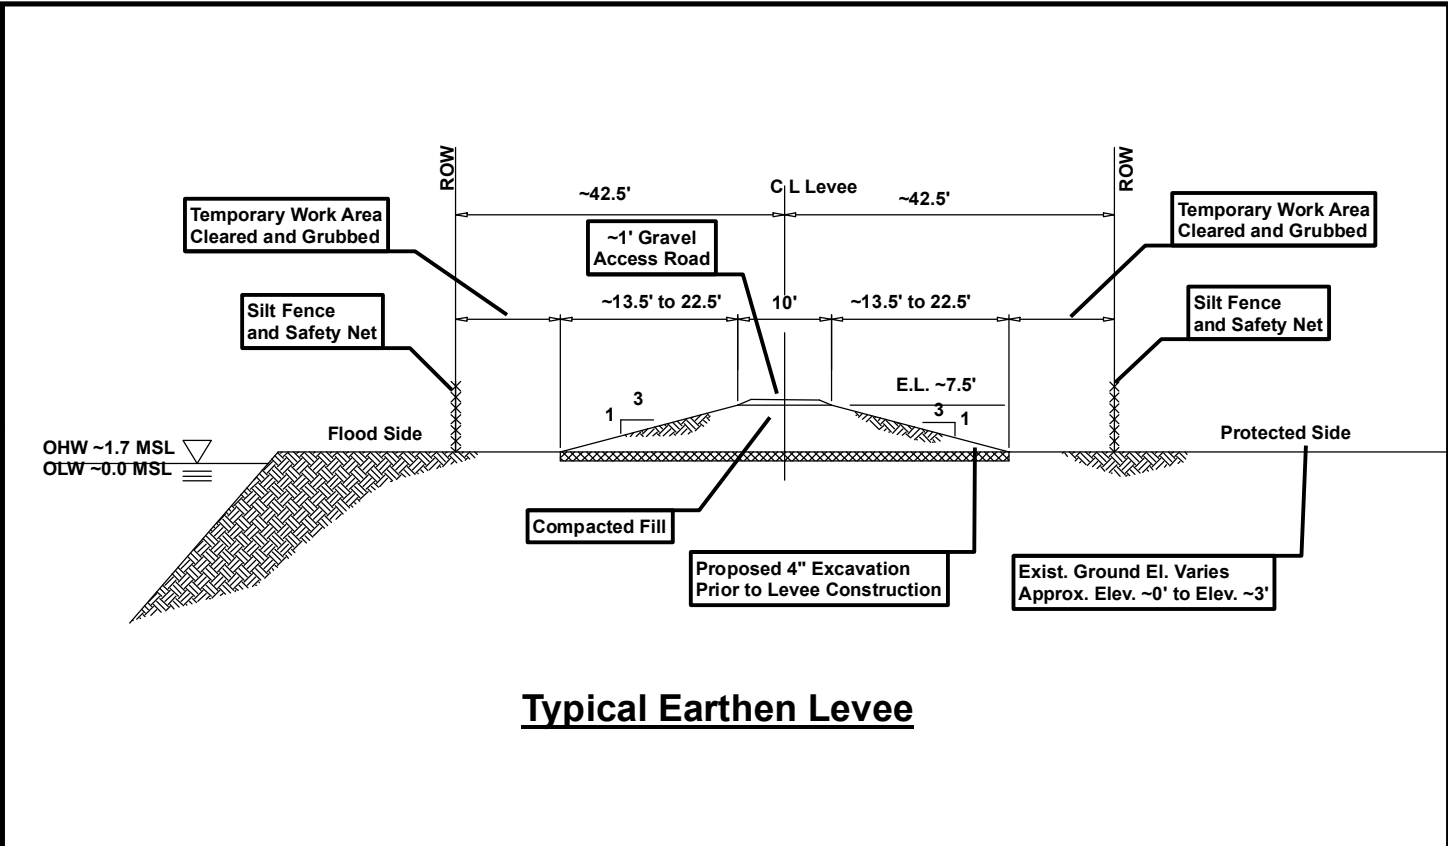 ROW
ROW
~42.5'
C L Levee
~42.5'
Temporary Work Area
Cleared and Grubbed
~1' Gravel
Access Road
Temporary Work Area
Cleared and Grubbed
Silt Fence
and Safety Net
~13.5' to 22.5'
10'
~13.5' to 22.5'
Silt Fence
and Safety Net
E.L. ~7.5'
3
1
3
1
Flood Side
Protected Side
OHW ~1.7 MSL
OLW ~0.0 MSL
Compacted Fill
Proposed 4" Excavation
Prior to Levee Construction
Exist. Ground El. Varies
Approx. Elev. ~0' to Elev. ~3'
Typical Earthen Levee